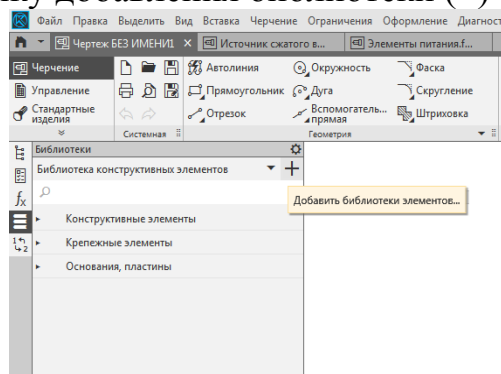 ку добавления библиотеки (+)
Файл Правка Выделить Вид Вставка Черчение Ограничения Оформление Диагност
Чертеж БЕЗ ИМЕНИ1 × Источник сжатого в... Элементы питания.f...
Черчение Автолиния Окружность Фаска
Управление Прямоугольник Дуга Скругление
Стандартные изделия Отрезок Вспомогатель... прямая Штриховка
Системная Геометрия
Библиотеки
Библиотека конструктивных элементов
Добавить библиотеки элементов...
Конструктивные элементы
Крепежные элементы
Основания, пластины